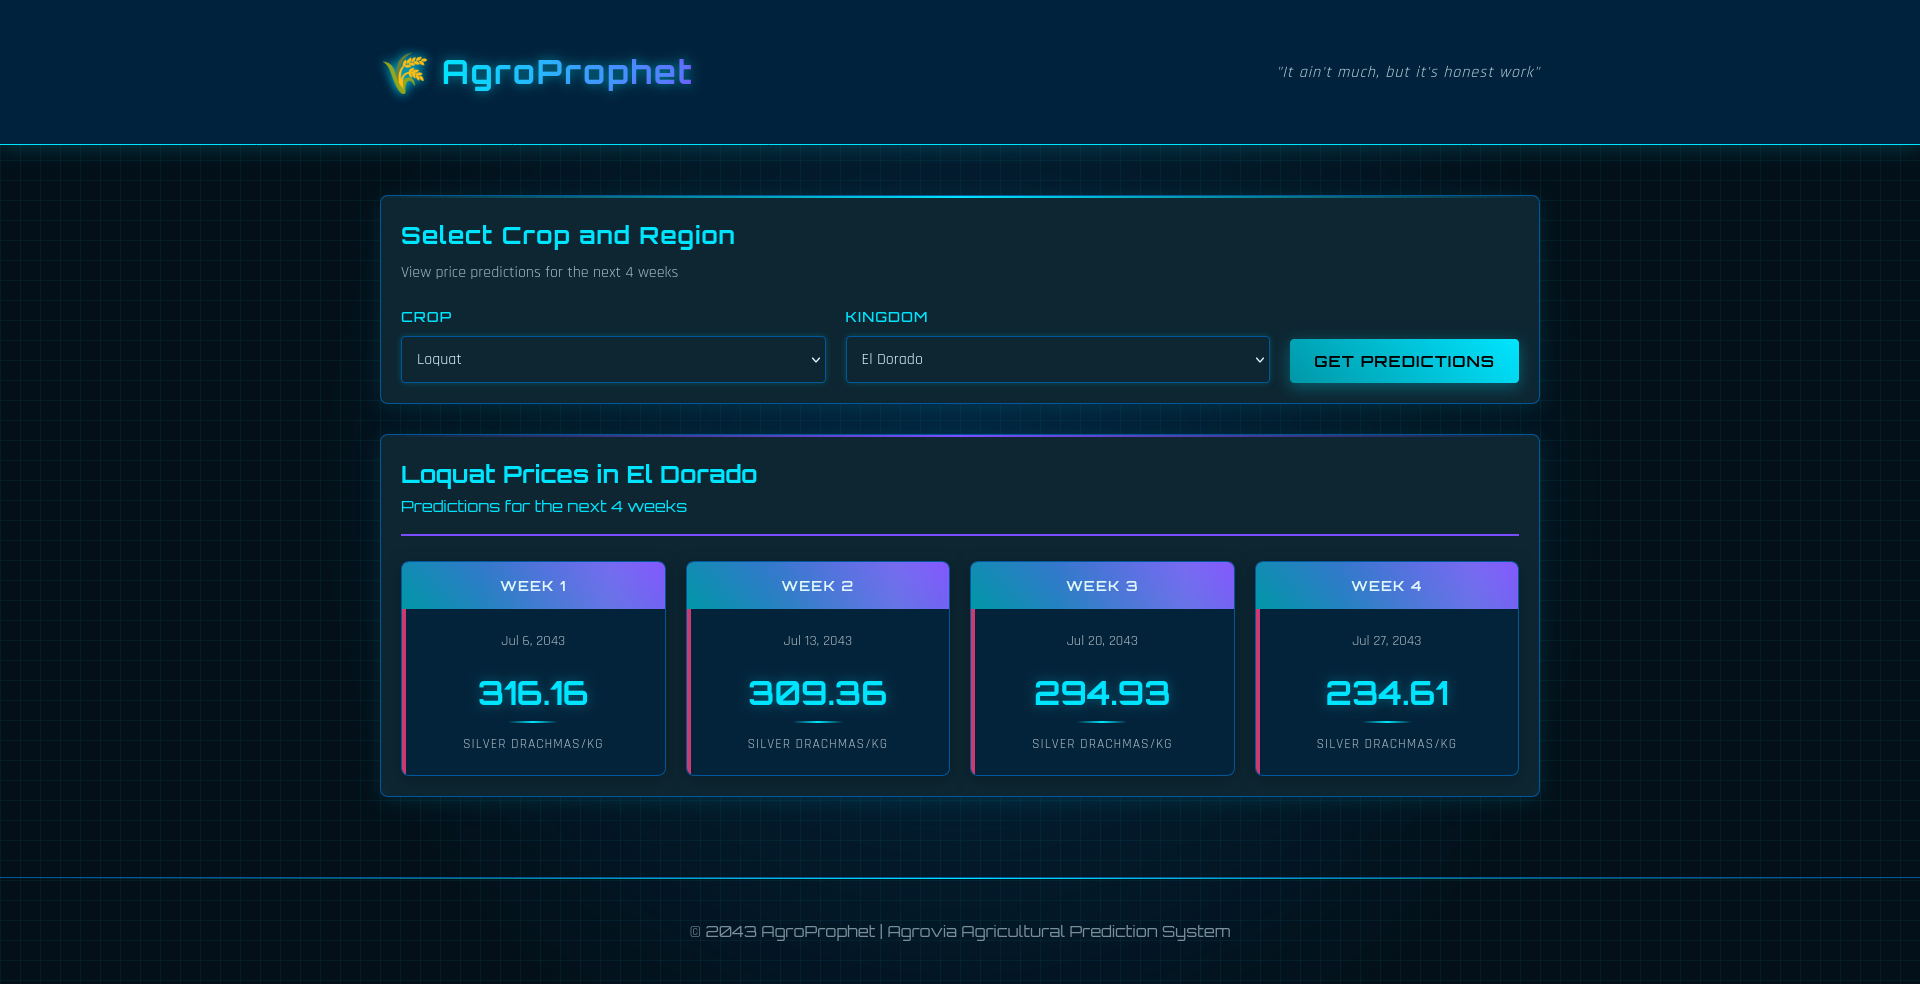 AgroProphet
"It ain't much, but it's honest work"
Select Crop and Region
View price predictions for the next 4 weeks
CROP
KINGDOM
Loquat
El Dorado
GET PREDICTIONS
Loquat Prices in El Dorado
Predictions for the next 4 weeks
WEEK 1
Jul 6, 2043
316.16
SILVER DRACHMAS/KG
WEEK 2
Jul 13, 2043
309.36
SILVER DRACHMAS/KG
WEEK 3
Jul 20, 2043
294.93
SILVER DRACHMAS/KG
WEEK 4
Jul 27, 2043
234.61
SILVER DRACHMAS/KG
© 2043 AgroProphet | Agrovia Agricultural Prediction System